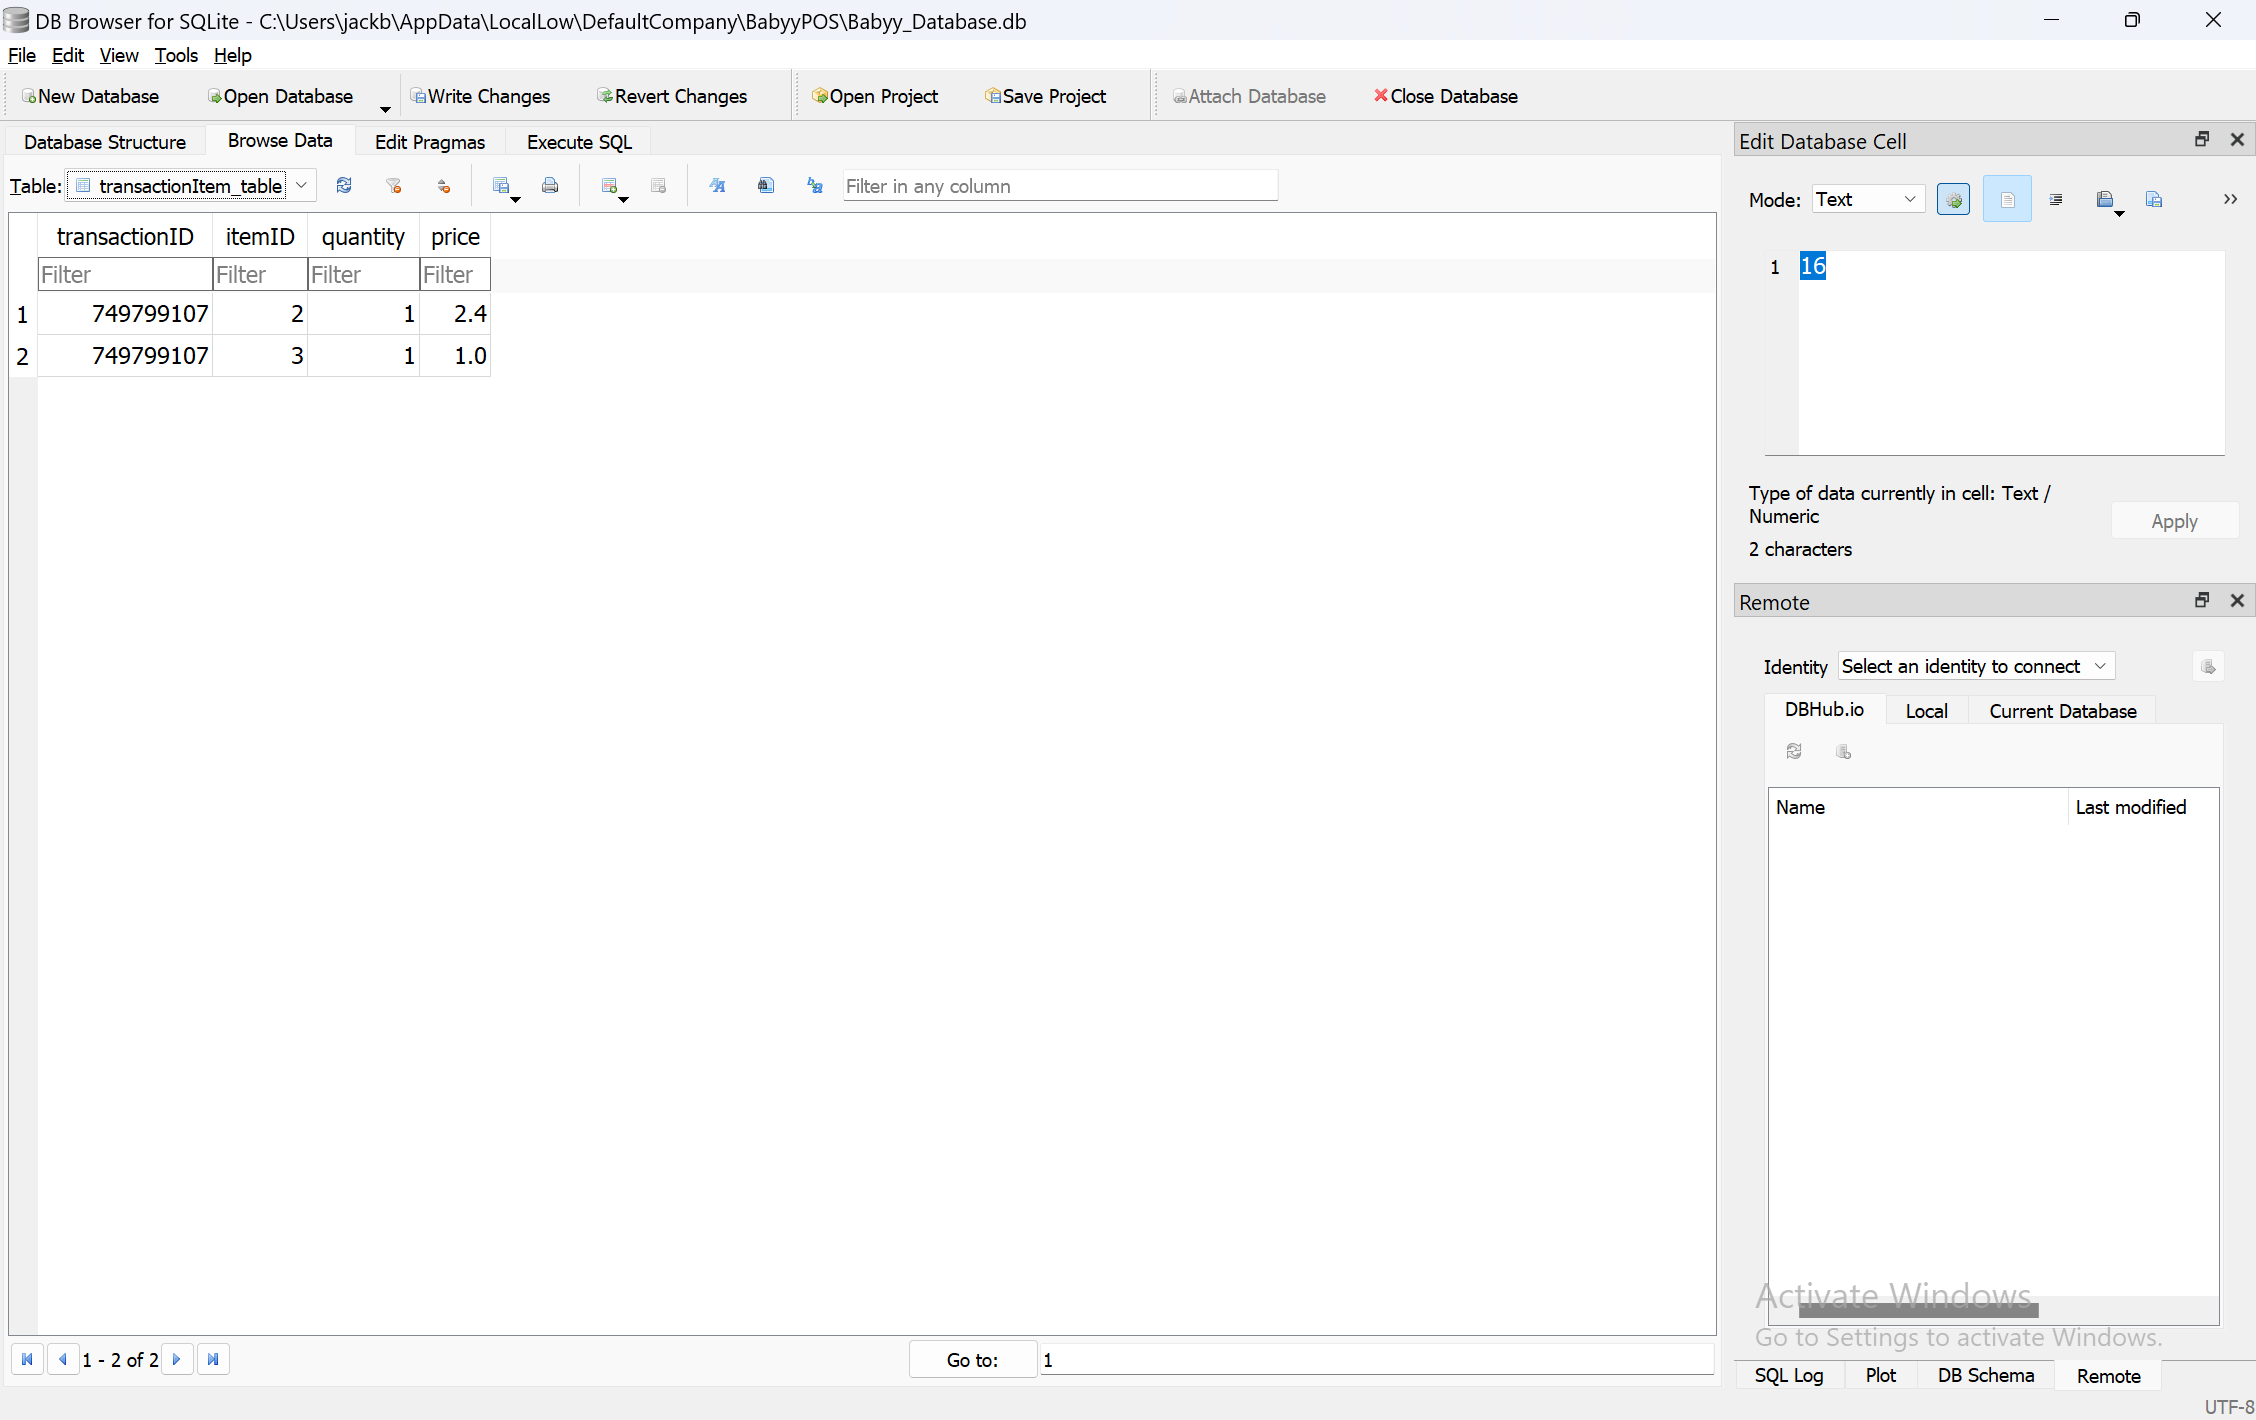 DB Browser for SQLite - C:\Users\jackb\AppData\LocalLow\DefaultCompany\BabyyPOS\Babyy_Database.db
File Edit View Tools Help
New Database Open Database Write Changes Revert Changes Open Project Save Project Attach Database Close Database
Database Structure Browse Data Edit Pragmas Execute SQL
Table: transactionItem_table Filter in any column
transactionID itemID quantity price
Filter Filter Filter Filter
1 749799107 2 1 2.4
2 749799107 3 1 1.0
1 - 2 of 2 Go to: 1
Edit Database Cell
Mode: Text
1 16
Type of data currently in cell: Text /
Numeric
Apply
2 characters
Remote
Identity Select an identity to connect
DBHub.io Local Current Database
Name Last modified
Activate Windows
Go to Settings to activate Windows.
SQL Log Plot DB Schema Remote
UTF-8